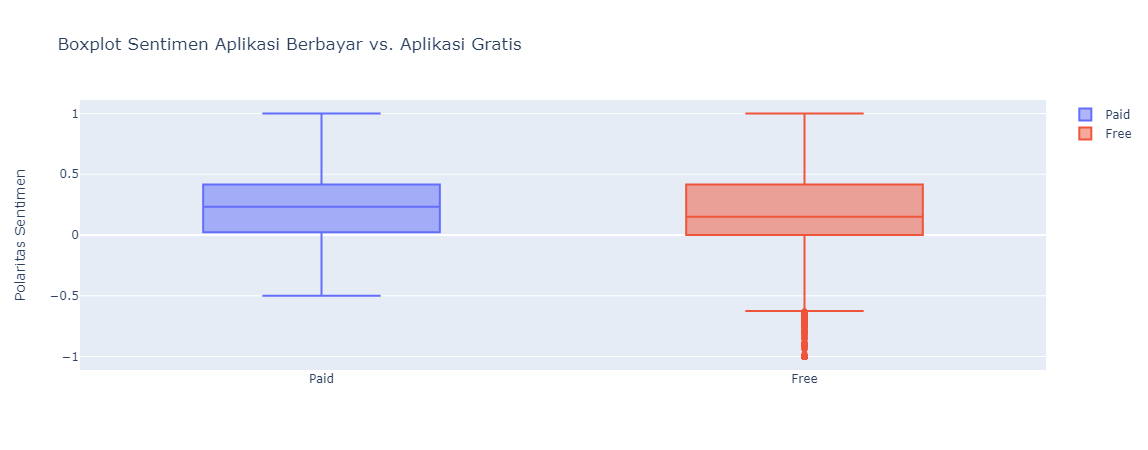 Boxplot Sentimen Aplikasi Berbayar vs. Aplikasi Gratis
Polaritas Sentimen
1
0.5
0
−0.5
−1
Paid
Free
Paid
Free